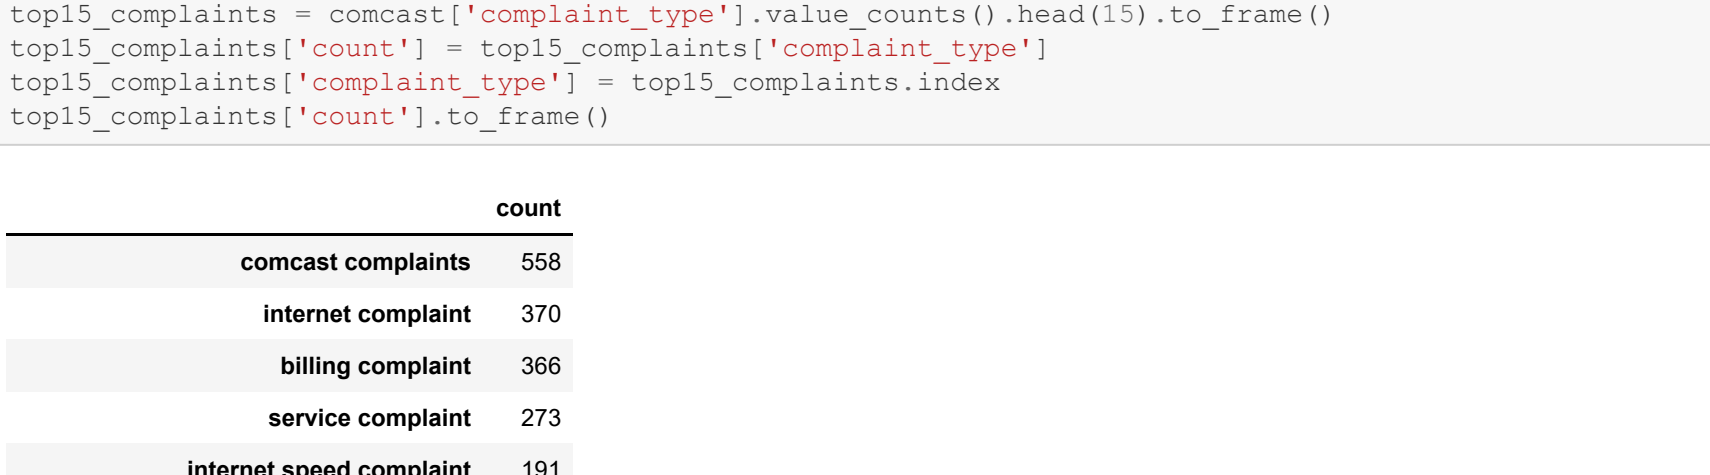 top15_complaints = comcast['complaint_type'].value_counts().head(15).to_frame()
top15_complaints['count'] = top15_complaints['complaint_type']
top15_complaints['complaint_type'] = top15_complaints.index
top15_complaints['count'].to_frame()
count
comcast complaints 558
internet complaint 370
billing complaint 366
service complaint 273
internet speed complaint 191